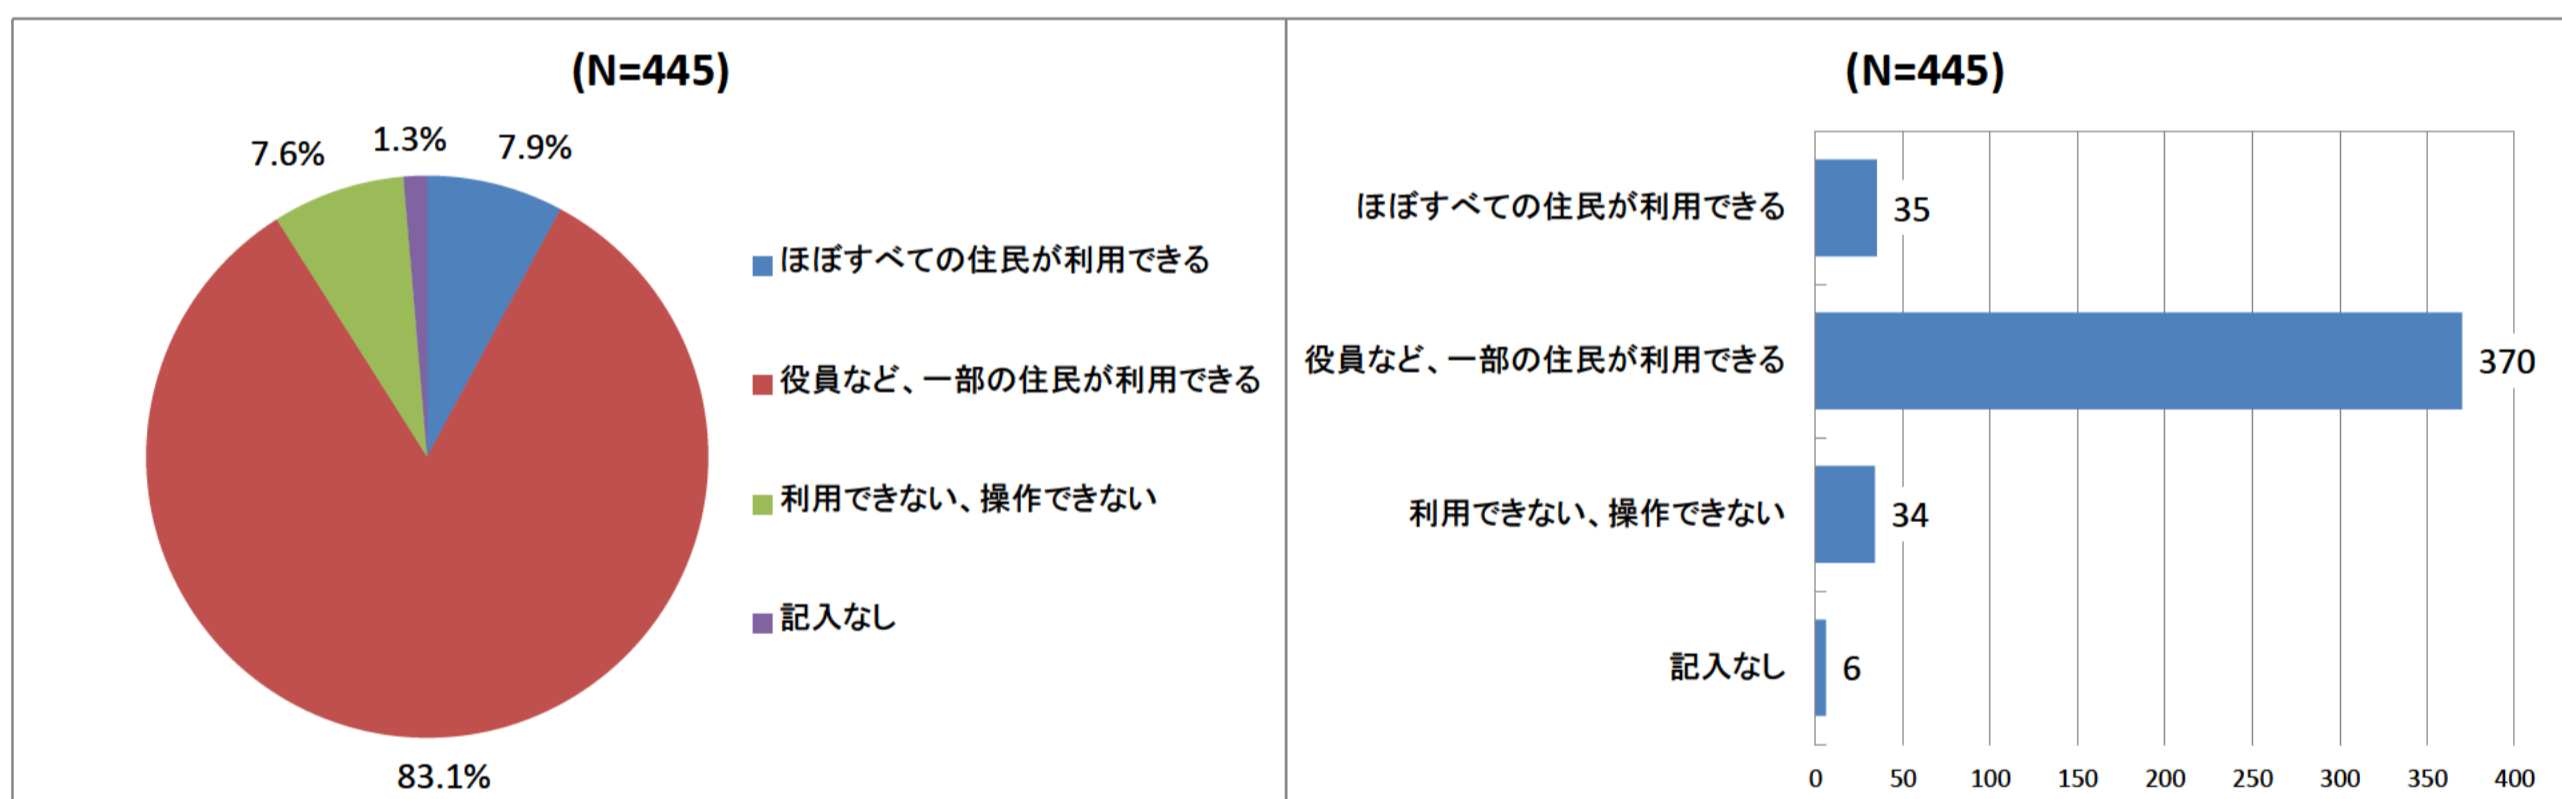 (N=445)
7.6%
1.3%
7.9%
83.1%
ほぼすべての住民が利用できる
役員など、一部の住民が利用できる
利用できない、操作できない
記入なし
(N=445)
ほぼすべての住民が利用できる
35
役員など、一部の住民が利用できる
370
利用できない、操作できない
34
記入なし
6
0 50 100 150 200 250 300 350 400